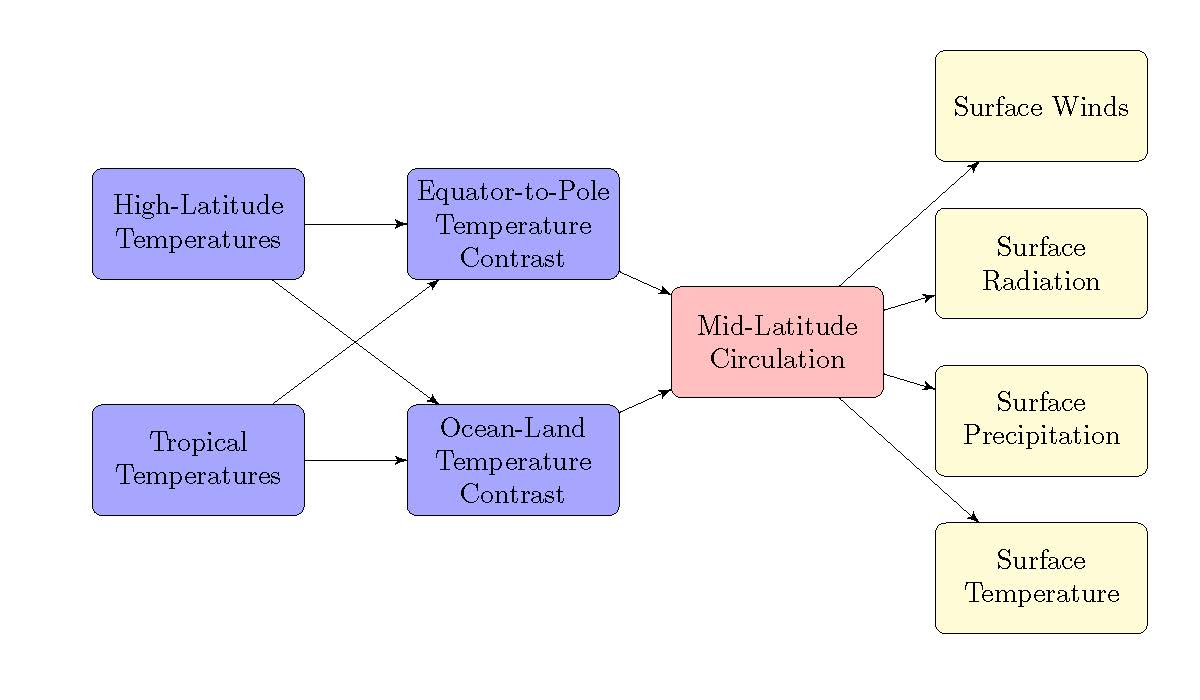 High-Latitude
Temperatures
Tropical
Temperatures
Equator-to-Pole
Temperature
Contrast
Ocean-Land
Temperature
Contrast
Mid-Latitude
Circulation
Surface Winds
Surface
Radiation
Surface
Precipitation
Surface
Temperature